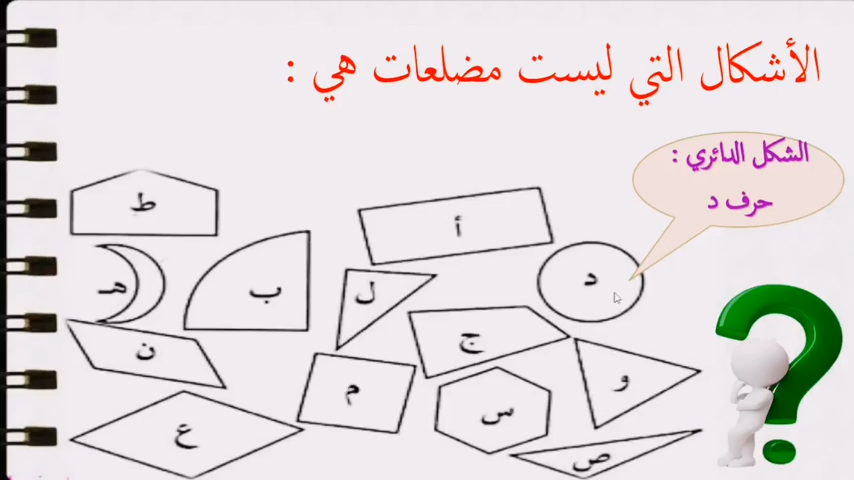 الأشكال التي ليست مضلعات هي :
الشكل الدائري :
حرف د
ط
أ
هـ
ب
ل
د
ن
ج
م
و
س
ع
ص